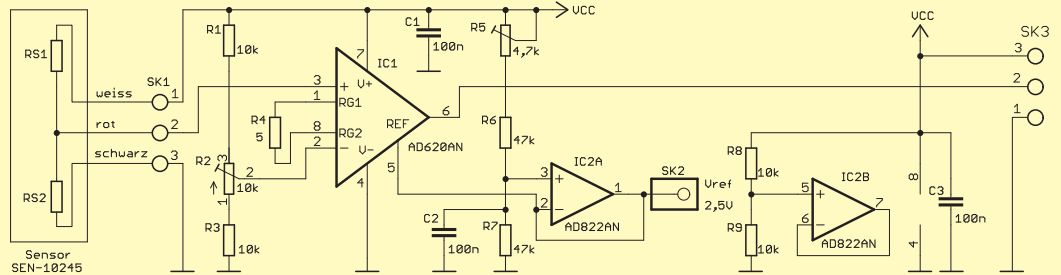 VCC
VCC
R1
10k
C1
100n
R5
4,7k
SK3
RS1
SK1
IC1
7
V+
3
2
1
weiss
1
3
+
1
RG1
REF
6
R4
5
8
RG2
2
−
V-
AD620AN
5
4
rot
2
schwarz
3
R6
47k
R2
3
2
10k
1
RS2
R3
10k
IC2A
3
+
2
−
1
AD822AN
SK2
Vref
2,5V
C2
100n
R7
47k
R8
10k
IC2B
5
+
6
−
7
AD822AN
8
4
C3
100n
R9
10k
Sensor
SEN-10245